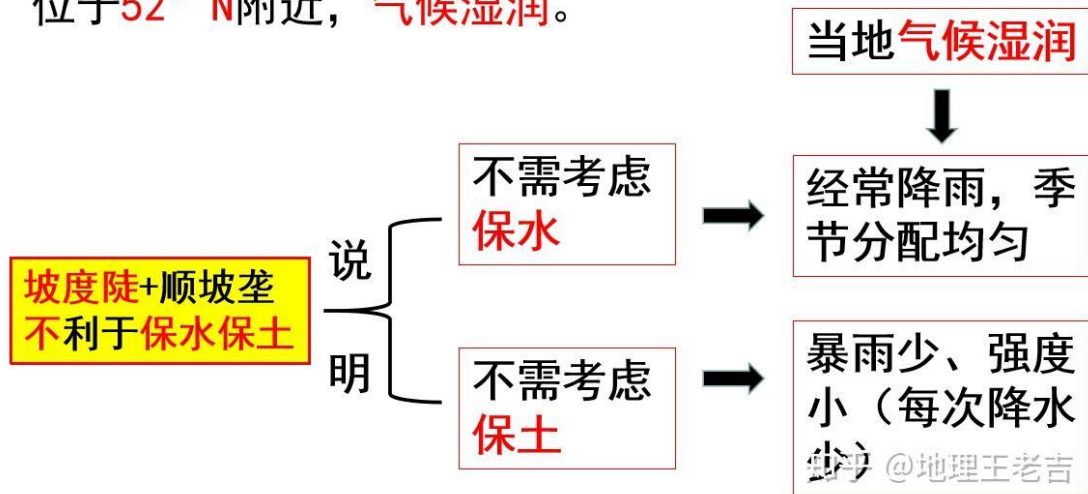 位于52° N附近，气候湿润。
当地气候湿润
不需考虑
保水
经常降雨，季
节分配均匀
坡度陡+顺坡垄
不利于保水保土
说
明
不需考虑
保土
暴雨少、强度
小（每次降水
少）
知乎 @地理王老吉